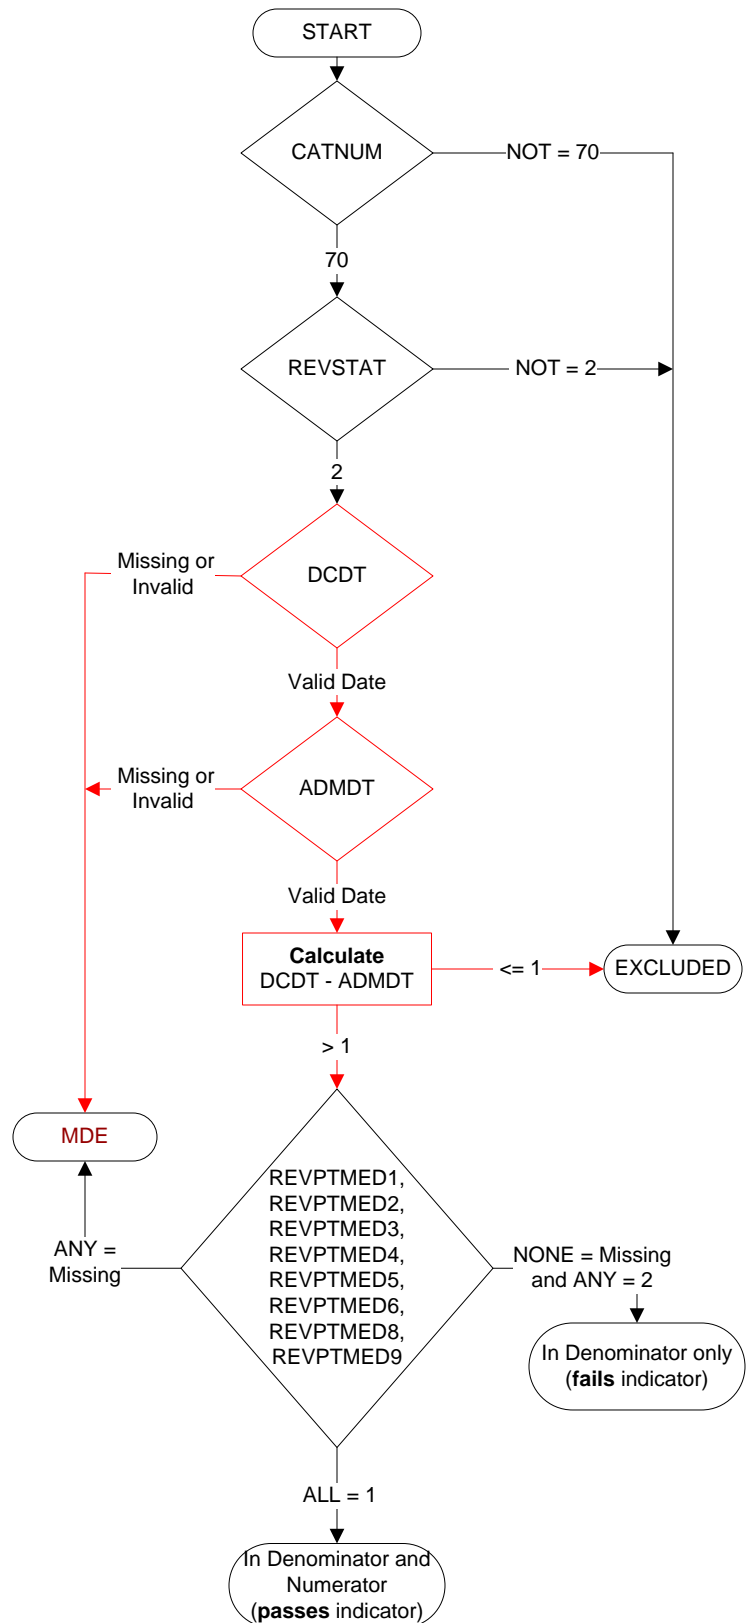 START
CATNUM
NOT = 70
70
REVSTAT
NOT = 2
2
Missing or
Invalid
DCDT
Valid Date
Missing or
Invalid
ADMDT
Valid Date
Calculate
DCDT - ADMDT
<= 1
EXCLUDED
> 1
MDE
REVPTMED1,
REVPTMED2,
REVPTMED3,
REVPTMED4,
REVPTMED5,
REVPTMED6,
REVPTMED8,
REVPTMED9
ANY =
Missing
NONE = Missing
and ANY = 2
In Denominator only
(fails indicator)
ALL = 1
In Denominator and
Numerator
(passes indicator)